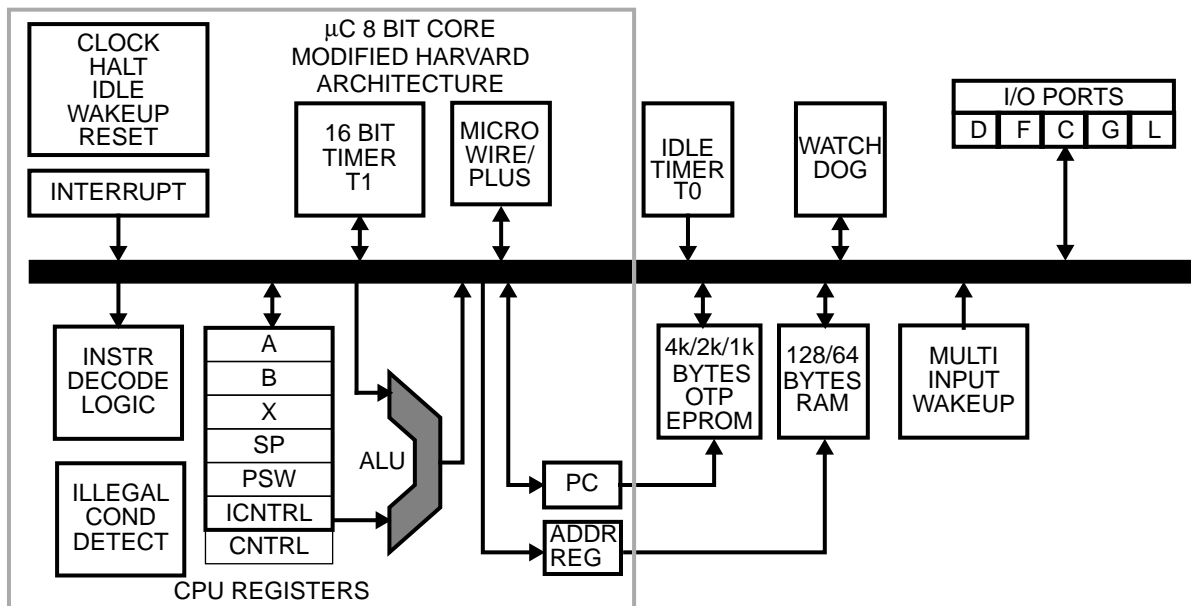 CLOCK
HALT
IDLE
WAKEUP
RESET
INTERRUPT
μC 8 BIT CORE
MODIFIED HARVARD
ARCHITECTURE
16 BIT
TIMER
T1
MICRO
WIRE/
PLUS
IDLE
TIMER
T0
WATCH
DOG
I/O PORTS
D F C G L
INSTR
DECODE
LOGIC
ILLEGAL
COND
DETECT
A
B
X
SP
PSW
ICNTRL
CNTRL
CPU REGISTERS
ALU
PC
ADDR
REG
4k/2k/1k
BYTES
OTP
EPROM
128/64
BYTES
RAM
MULTI
INPUT
WAKEUP